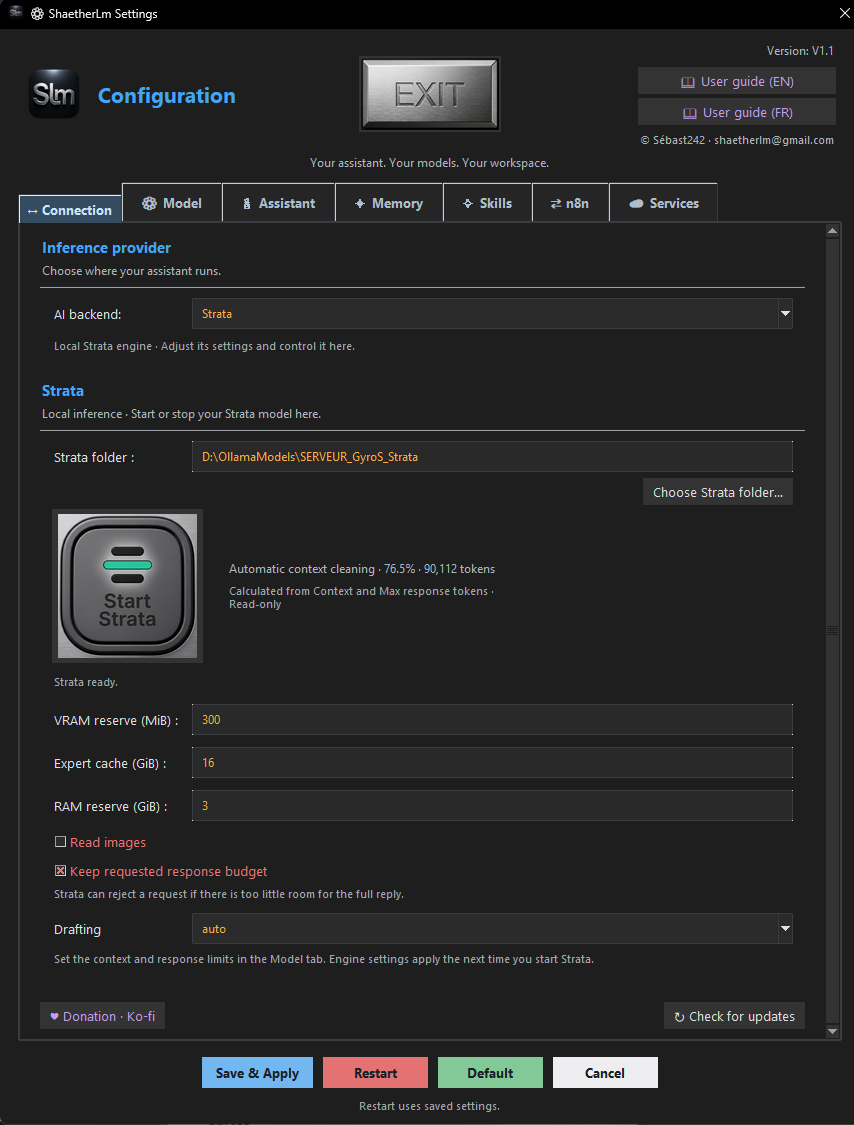 ShaetherLm Settings
Version: V1.1
Slm
Configuration
EXIT
User guide (EN)
User guide (FR)
© Sébast242 · shaetherlm@gmail.com
Your assistant. Your models. Your workspace.
↔ Connection
Model
Assistant
Memory
Skills
⇄ n8n
Services
Inference provider
Choose where your assistant runs.
AI backend:
Strata
Local Strata engine · Adjust its settings and control it here.
Strata
Local inference · Start or stop your Strata model here.
Strata folder :
D:\OllamaModels\SERVEUR_GyroS_Strata
Choose Strata folder...
Start
Strata
Automatic context cleaning · 76.5% · 90,112 tokens
Calculated from Context and Max response tokens ·
Read-only
Strata ready.
VRAM reserve (MiB) :
300
Expert cache (GiB) :
16
RAM reserve (GiB) :
3
Read images
Keep requested response budget
Strata can reject a request if there is too little room for the full reply.
Drafting
auto
Set the context and response limits in the Model tab. Engine settings apply the next time you start Strata.
♥ Donation · Ko-fi
↻ Check for updates
Save & Apply
Restart
Default
Cancel
Restart uses saved settings.